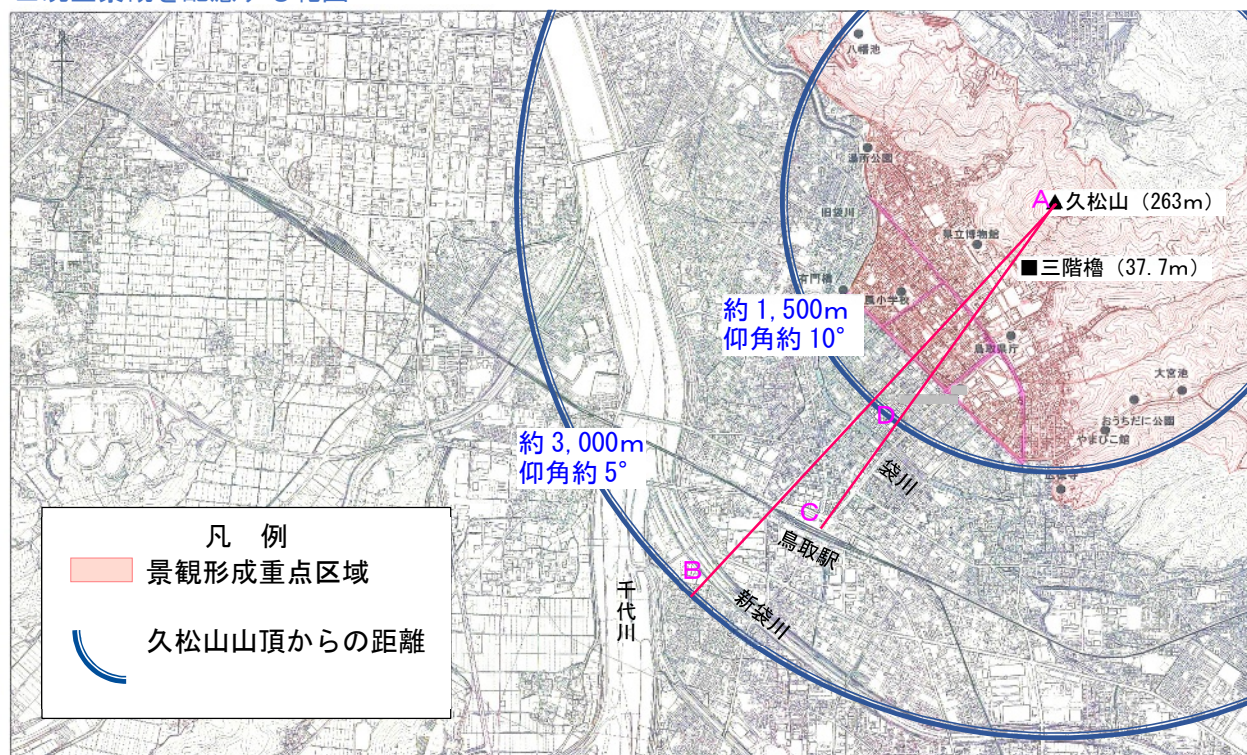 八幡池
湯所公園
A▲久松山（263m）
旧袋川
県立博物館
■三階櫓（37.7m）
有門橋
風小学校
約1,500m
仰角約10°
鳥取県庁
大宮池
D
おうちだに公園
やまびこ館
約3,000m
仰角約5°
袋川
C
鳥取駅
B
新袋川
千代川
凡　例
景観形成重点区域
久松山山頂からの距離